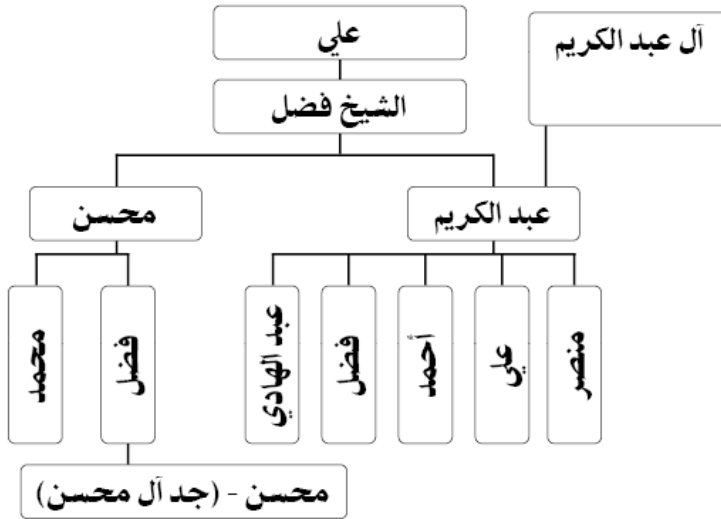 علي
آل عبد الكريم
الشيخ فضل
عبد الكريم
محسن
منصر
علي
أحمد
فضل
عبد الهادي
فضل
محمد
محسن - (جد آل محسن)